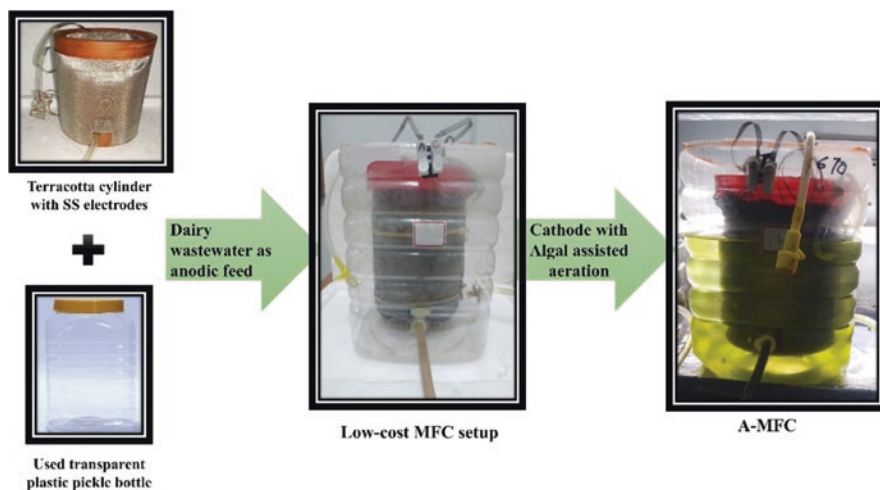 Terracotta cylinder
with SS electrodes
Used transparent
plastic pickle bottle
Dairy
wastewater as
anodic feed
Low-cost MFC setup
Cathode with
Algal assisted
aeration
670
A-MFC